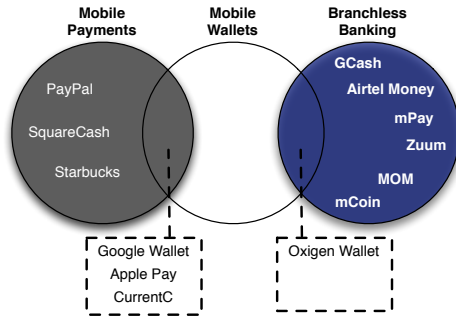 Mobile
Payments
Mobile
Wallets
Branchless
Banking
PayPal
SquareCash
Starbucks
GCash
Airtel Money
mPay
Zuum
MOM
mCoin
Google Wallet
Apple Pay
CurrentC
Oxigen Wallet